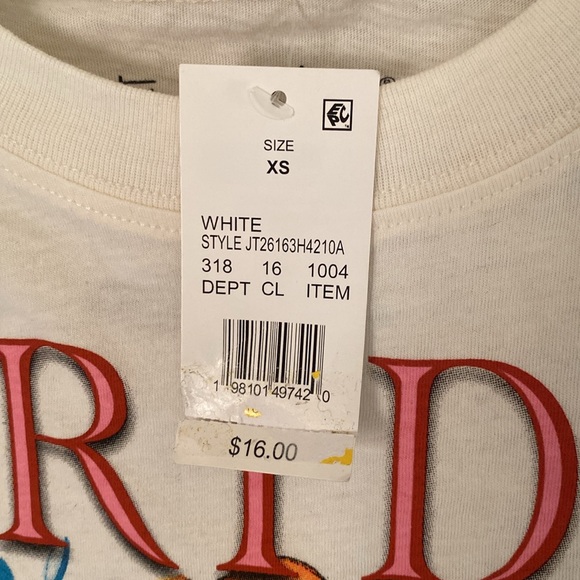 SIZE
XS
WHITE
STYLE JT26163H4210A
318 16 1004
DEPT CL ITEM
1 98101 49742 0
$16.00
RID